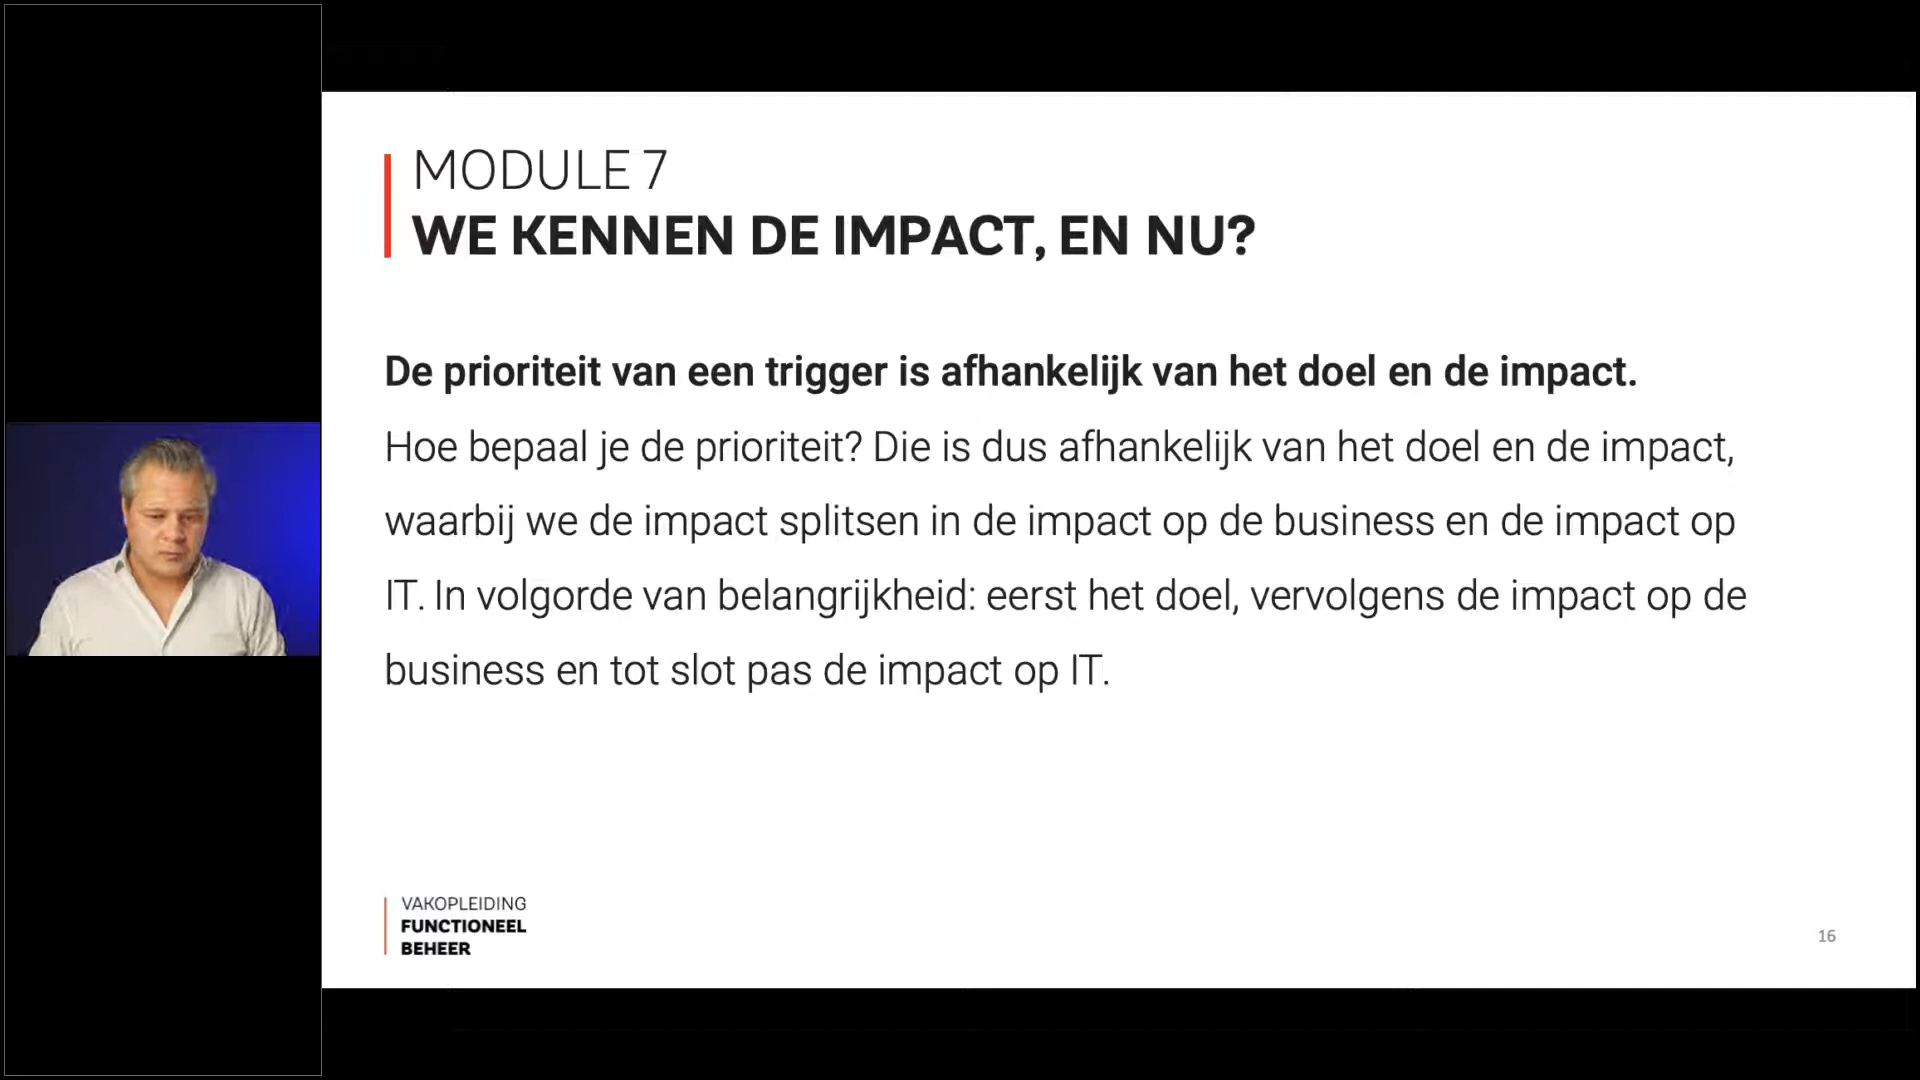 MODULE 7
WE KENNEN DE IMPACT, EN NU?
De prioriteit van een trigger is afhankelijk van het doel en de impact.
Hoe bepaal je de prioriteit? Die is dus afhankelijk van het doel en de impact,
waarbij we de impact splitsen in de impact op de business en de impact op
IT. In volgorde van belangrijkheid: eerst het doel, vervolgens de impact op de
business en tot slot pas de impact op IT.
VAKOPLEIDING
FUNCTIONEEL
BEHEER
16